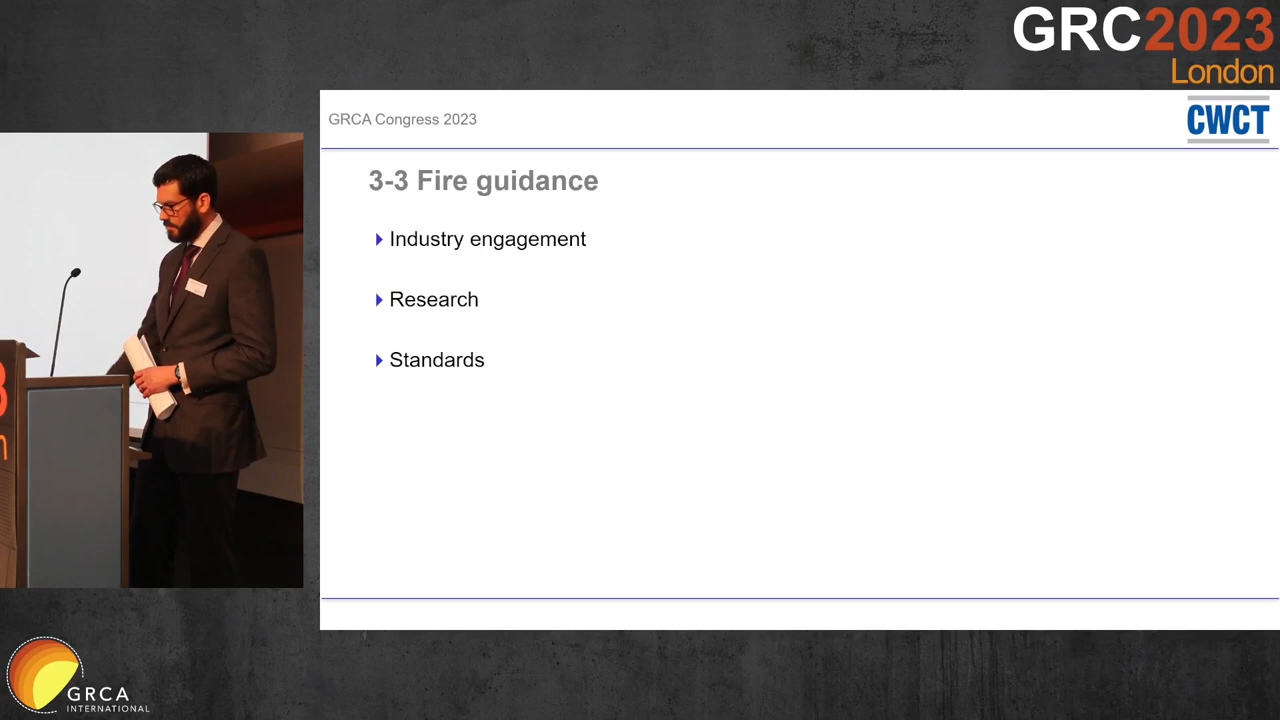 GRC2023
London
GRCA Congress 2023
CWCT
3-3 Fire guidance
Industry engagement
Research
Standards
GRCA
INTERNATIONAL